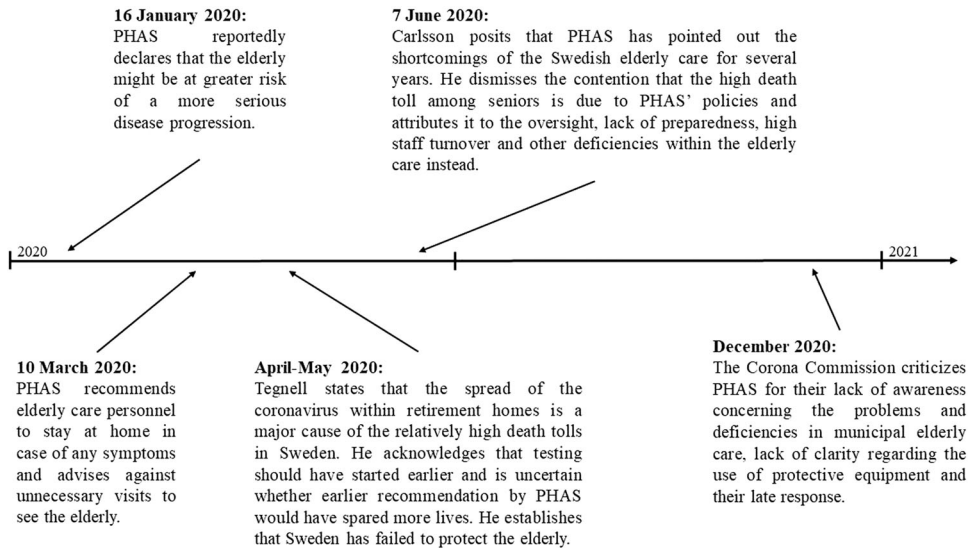 16 January 2020:
PHAS reportedly
declares that the elderly
might be at greater risk
of a more serious
disease progression.
7 June 2020:
Carlsson posits that PHAS has pointed out the
shortcomings of the Swedish elderly care for several
years. He dismisses the contention that the high death
toll among seniors is due to PHAS’ policies and
attributes it to the oversight, lack of preparedness, high
staff turnover and other deficiencies within the elderly
care instead.
2020
2021
10 March 2020:
PHAS recommends
elderly care personnel
to stay at home in
case of any symptoms
and advises against
unnecessary visits to
see the elderly.
April-May 2020:
Tegnell states that the spread of the
coronavirus within retirement homes is a
major cause of the relatively high death tolls
in Sweden. He acknowledges that testing
should have started earlier and is uncertain
whether earlier recommendation by PHAS
would have spared more lives. He establishes
that Sweden has failed to protect the elderly.
December 2020:
The Corona Commission criticizes
PHAS for their lack of awareness
concerning the problems and
deficiencies in municipal elderly
care, lack of clarity regarding the
use of protective equipment and
their late response.